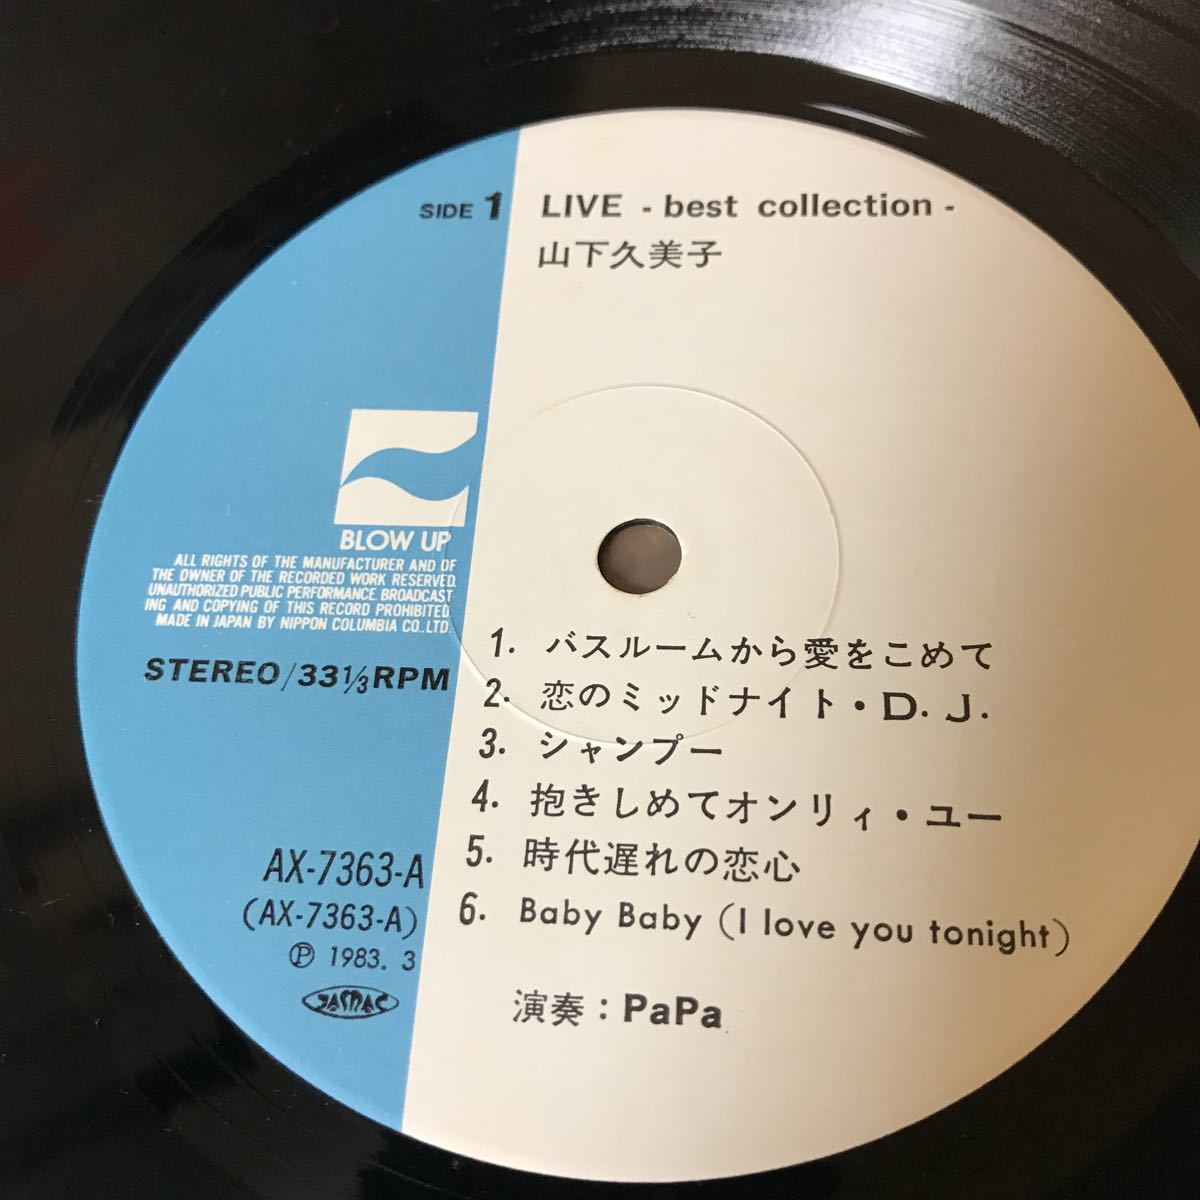 SIDE 1
LIVE - best collection -
山下久美子
BLOW UP
ALL RIGHTS OF THE MANUFACTURER AND OF
THE OWNER OF THE RECORDED WORK RESERVED.
UNAUTHORIZED PUBLIC PERFORMANCE. BROADCAST
ING AND COPYING OF THIS RECORD PROHIBITED.
MADE IN JAPAN BY NIPPON COLUMBIA CO.,LTD.
STEREO/33 1/3 RPM
1. バスルームから愛をこめて
2. 恋のミッドナイト・D. J.
3. シャンプー
4. 抱きしめてオンリィ・ユー
5. 時代遅れの恋心
6. Baby Baby (I love you tonight)
AX-7363-A
(AX-7363-A)
Ⓟ 1983. 3
JASRAC
演奏：PaPa